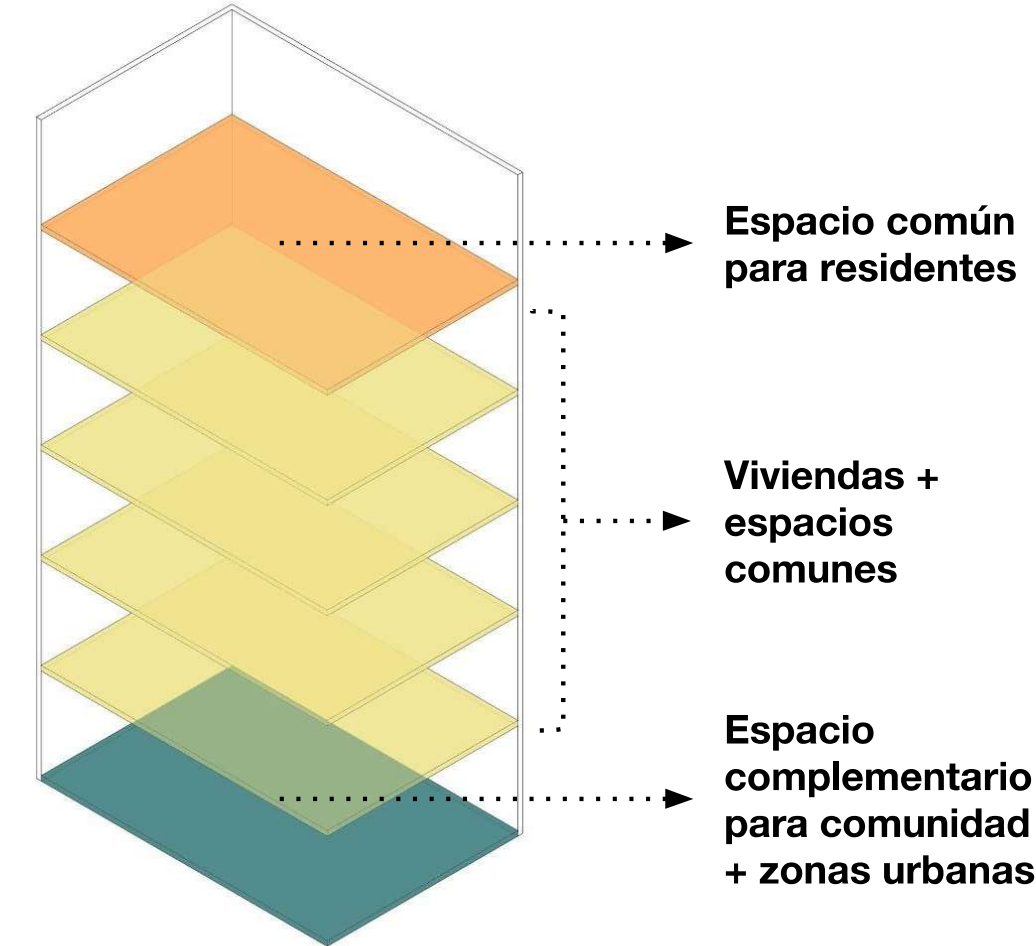 Espacio común
para residentes
Viviendas +
espacios
comunes
Espacio
complementario
para comunidad
+ zonas urbanas